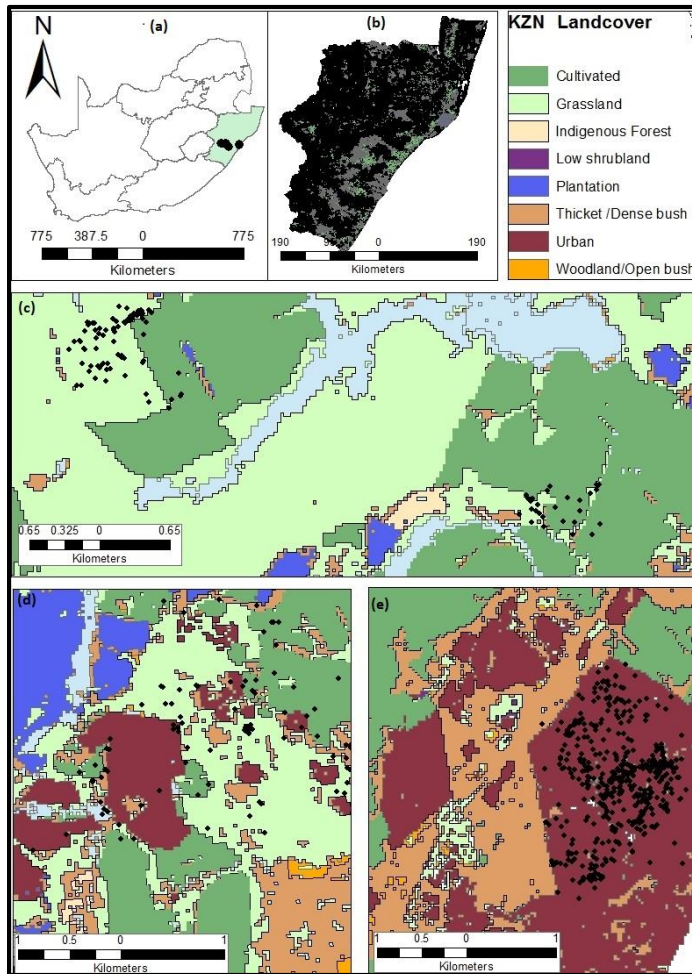 N
(a)
775 387.5 0 775
Kilometers
(b)
190 0 190
Kilometers
KZN Landcover
Cultivated
Grassland
Indigenous Forest
Low shrubland
Plantation
Thicket /Dense bush
Urban
Woodland/Open bush
(c)
0.65 0.325 0 0.65
Kilometers
(d)
1 0.5 0 1
Kilometers
(e)
1 0.5 0 1
Kilometers